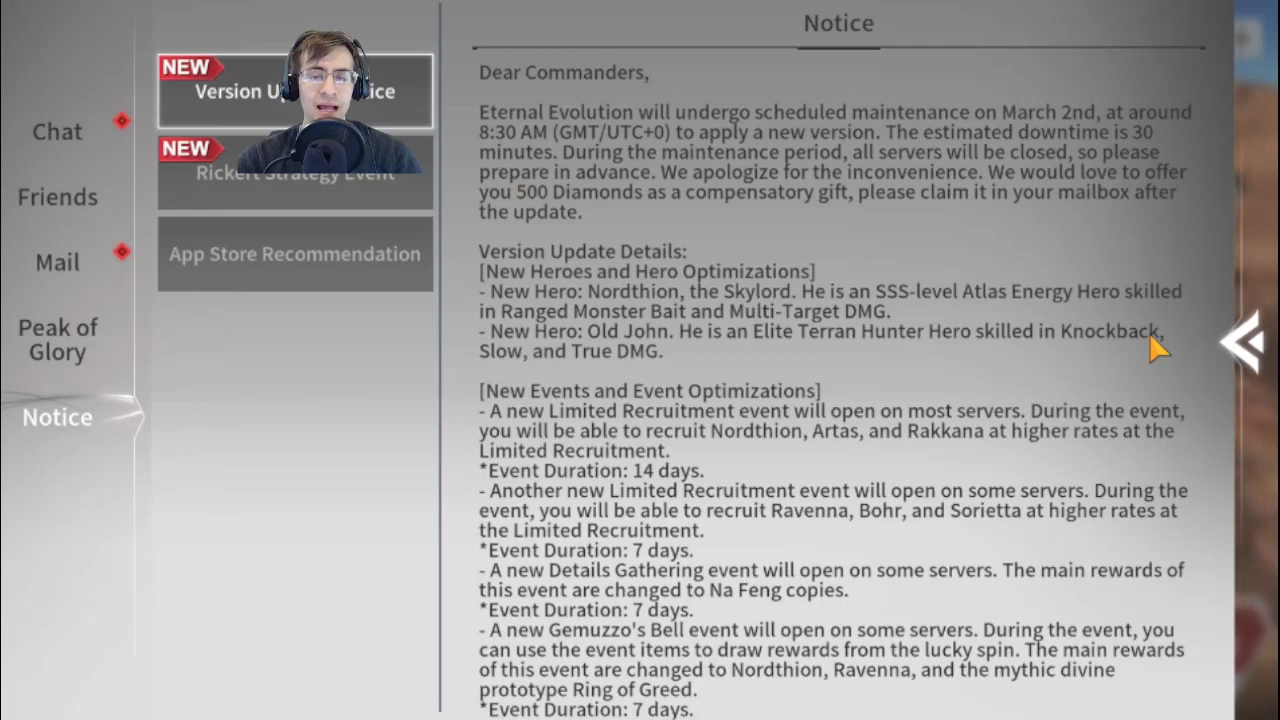 Notice
Dear Commanders,
Eternal Evolution will undergo scheduled maintenance on March 2nd, at around
8:30 AM (GMT/UTC+0) to apply a new version. The estimated downtime is 30
minutes. During the maintenance period, all servers will be closed, so please
prepare in advance. We apologize for the inconvenience. We would love to offer
you 500 Diamonds as a compensatory gift, please claim it in your mailbox after
the update.
Version Update Details:
[New Heroes and Hero Optimizations]
- New Hero: Nordthion, the Skylord. He is an SSS-level Atlas Energy Hero skilled
in Ranged Monster Bait and Multi-Target DMG.
- New Hero: Old John. He is an Elite Terran Hunter Hero skilled in Knockback,
Slow, and True DMG.
[New Events and Event Optimizations]
- A new Limited Recruitment event will open on most servers. During the event,
you will be able to recruit Nordthion, Artas, and Rakkana at higher rates at the
Limited Recruitment.
*Event Duration: 14 days.
- Another new Limited Recruitment event will open on some servers. During the
event, you will be able to recruit Ravenna, Bohr, and Sorietta at higher rates at
the Limited Recruitment.
*Event Duration: 7 days.
- A new Details Gathering event will open on some servers. The main rewards of
this event are changed to Na Feng copies.
*Event Duration: 7 days.
- A new Gemuzzo's Bell event will open on some servers. During the event, you
can use the event items to draw rewards from the lucky spin. The main rewards
of this event are changed to Nordthion, Ravenna, and the mythic divine
prototype Ring of Greed.
*Event Duration: 7 days.
NEW
Version
NEW
Rickert Strategy Event
App Store Recommendation
Chat
Friends
Mail
Peak of
Glory
Notice